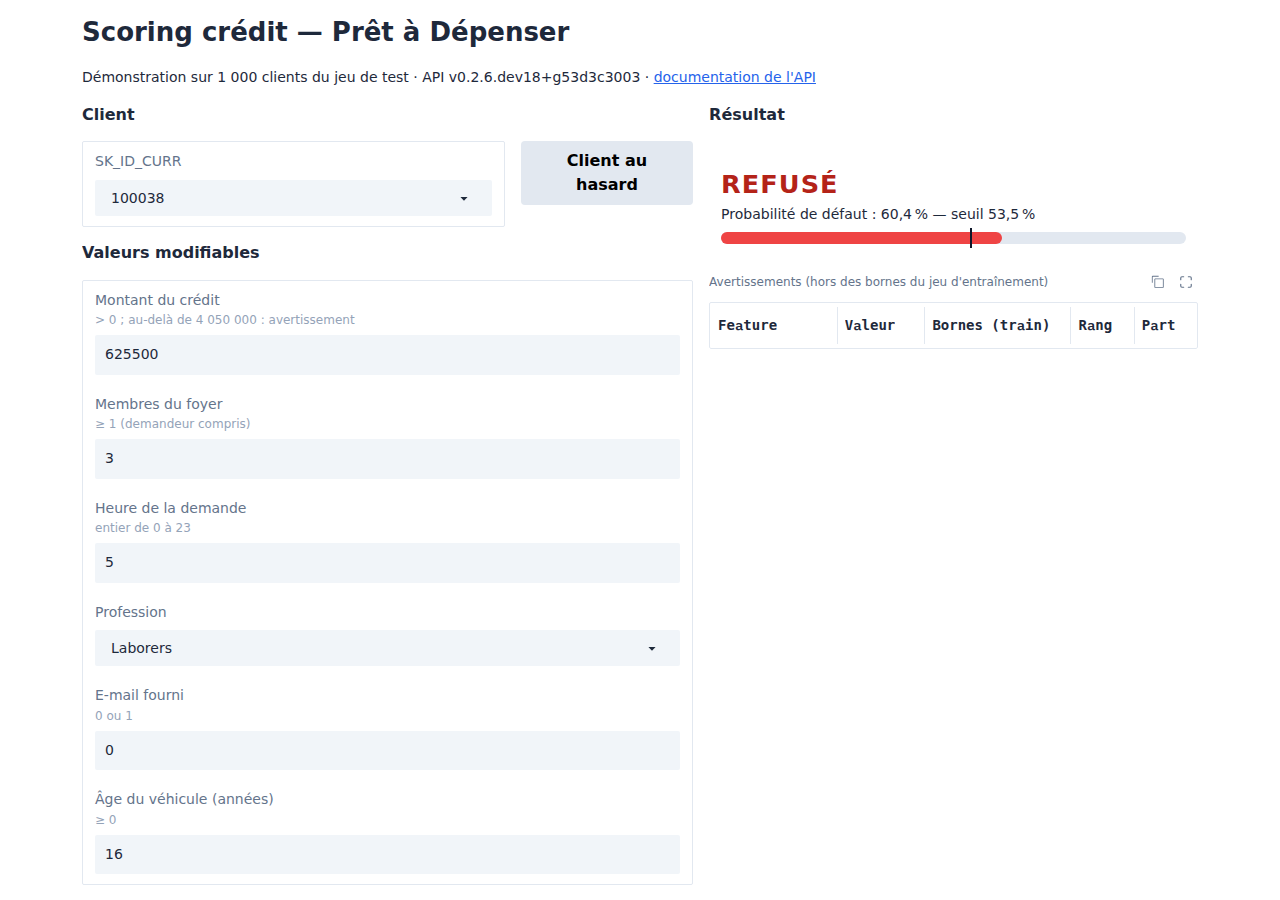 Scoring crédit — Prêt à Dépenser
Démonstration sur 1 000 clients du jeu de test · API v0.2.6.dev18+g53d3c3003 · documentation de l'API
Client
SK_ID_CURR
100038
Client au
hasard
Valeurs modifiables
Montant du crédit
> 0 ; au-delà de 4 050 000 : avertissement
625500
Membres du foyer
≥ 1 (demandeur compris)
3
Heure de la demande
entier de 0 à 23
5
Profession
Laborers
E-mail fourni
0 ou 1
0
Âge du véhicule (années)
≥ 0
16
Résultat
REFUSÉ
Probabilité de défaut : 60,4 % — seuil 53,5 %
Avertissements (hors des bornes du jeu d'entraînement)
Feature Valeur Bornes (train) Rang Part